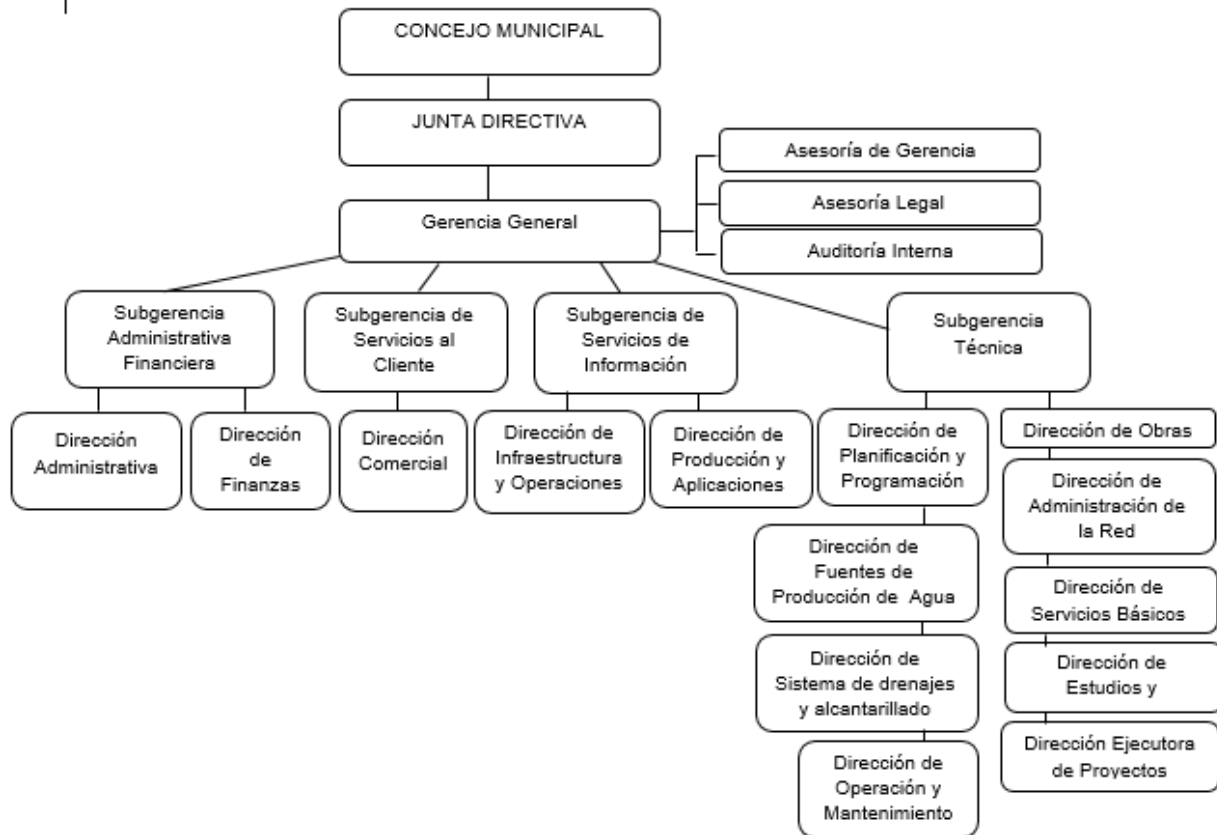 CONCEJO MUNICIPAL
JUNTA DIRECTIVA
Gerencia General
Asesoría de Gerencia
Asesoría Legal
Auditoría Interna
Subgerencia
Administrativa
Financiera
Subgerencia de
Servicios al
Cliente
Subgerencia de
Servicios de
Información
Subgerencia
Técnica
Dirección
Administrativa
Dirección
de
Finanzas
Dirección
Comercial
Dirección de
Infraestructura
y Operaciones
Dirección de
Producción y
Aplicaciones
Dirección de
Planificación y
Programación
Dirección de
Fuentes de
Producción de Agua
Dirección de
Sistema de drenajes
y alcantarillado
Dirección de
Operación y
Mantenimiento
Dirección de Obras
Dirección de
Administración de
la Red
Dirección de
Servicios Básicos
Dirección de
Estudios y
Dirección Ejecutora
de Proyectos